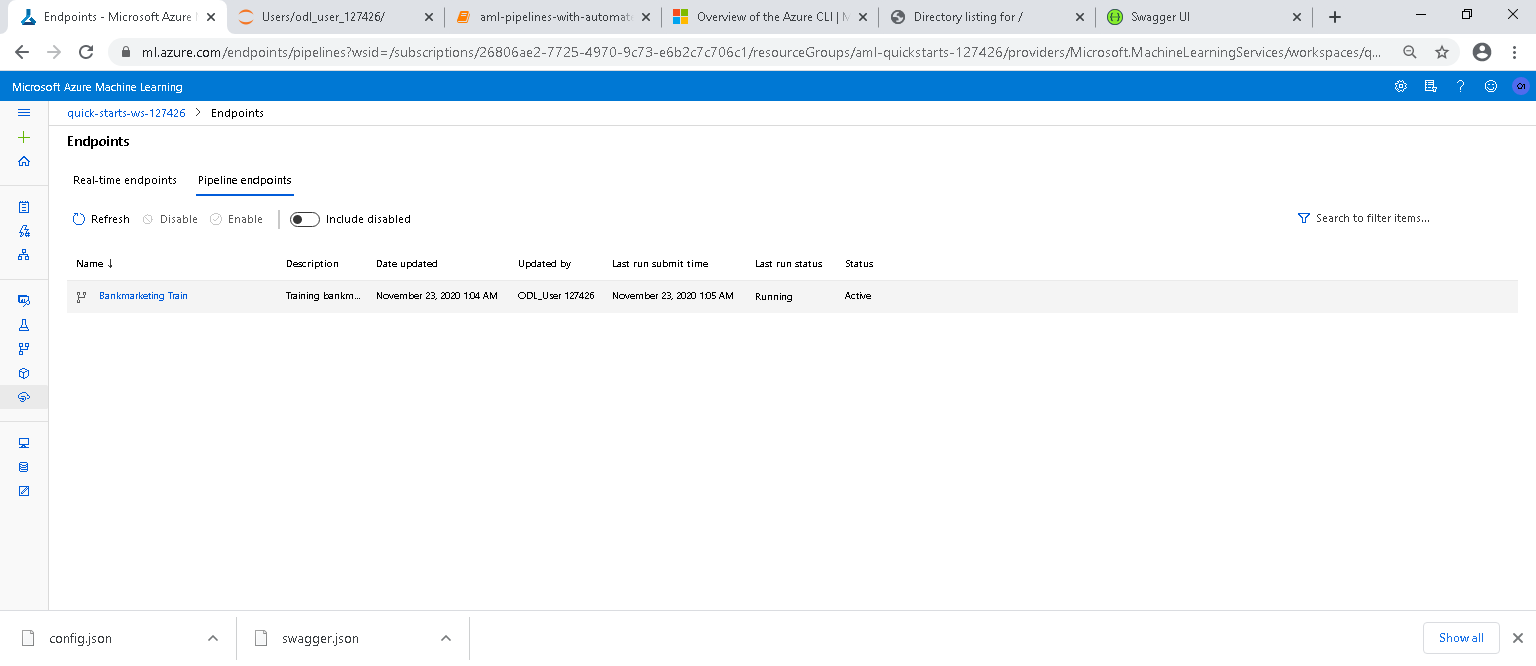 Endpoints - Microsoft Azure
Users/odl_user_127426/
aml-pipelines-with-automate
Overview of the Azure CLI | M
Directory listing for /
Swagger UI
ml.azure.com/endpoints/pipelines?wsid=/subscriptions/26806ae2-7725-4970-9c73-e6b2c7c706c1/resourceGroups/aml-quickstarts-127426/providers/Microsoft.MachineLearningServices/workspaces/q...
Microsoft Azure Machine Learning
quick-starts-ws-127426 > Endpoints
Endpoints
Real-time endpoints Pipeline endpoints
Refresh Disable Enable Include disabled Search to filter items...
Name ↓ Description Date updated Updated by Last run submit time Last run status Status
Bankmarketing Train Training bankm... November 23, 2020 1:04 AM ODL_User 127426 November 23, 2020 1:05 AM Running Active
config.json swagger.json Show all